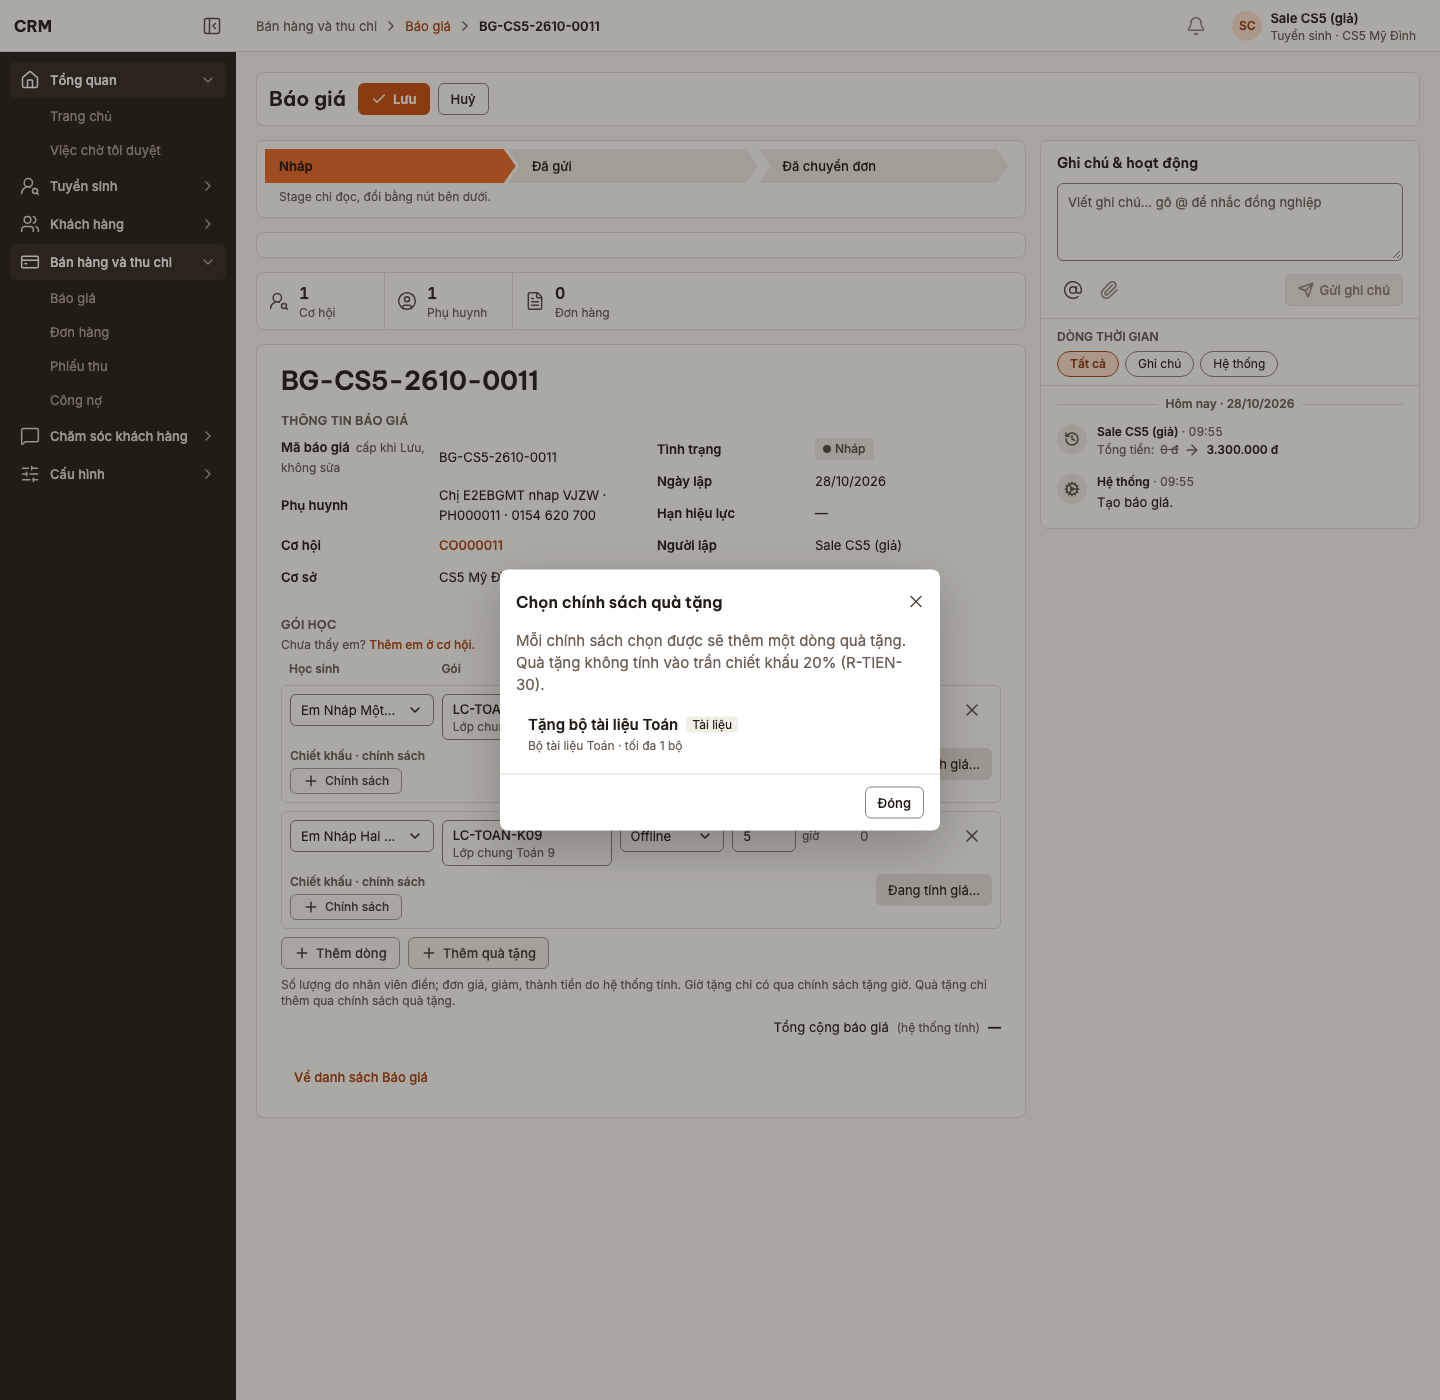 CRM
Bán hàng và thu chi
Báo giá
BG-CS5-2610-0011
SC
Sale CS5 (giả)
Tuyển sinh · CS5 Mỹ Đình
Tổng quan
Trang chủ
Việc chờ tôi duyệt
Tuyển sinh
Khách hàng
Bán hàng và thu chi
Báo giá
Đơn hàng
Phiếu thu
Công nợ
Chăm sóc khách hàng
Cấu hình
Báo giá
Lưu
Huỷ
Nháp
Đã gửi
Đã chuyển đơn
Stage chỉ đọc, đổi bằng nút bên dưới.
1
Cơ hội
1
Phụ huynh
0
Đơn hàng
BG-CS5-2610-0011
THÔNG TIN BÁO GIÁ
Mã báo giá cấp khi Lưu,
không sửa
BG-CS5-2610-0011
Phụ huynh
Chị E2EBGMT nhap VJZW ·
PH000011 · 0154 620 700
Cơ hội
CO000011
Cơ sở
CS5 Mỹ Đ
Tình trạng
Nháp
Ngày lập
28/10/2026
Hạn hiệu lực
—
Người lập
Sale CS5 (giả)
GÓI HỌC
Chưa thấy em? Thêm em ở cơ hội.
Học sinh
Gói
Em Nháp Một...
LC-TOA
Lớp chu
Chiết khấu · chính sách
Chính sách
h giá...
Em Nháp Hai ...
LC-TOAN-K09
Lớp chung Toán 9
Offline
5
giờ
0
Chiết khấu · chính sách
Chính sách
Đang tính giá...
Thêm dòng
Thêm quà tặng
Số lượng do nhân viên điền; đơn giá, giảm, thành tiền do hệ thống tính. Giờ tặng chỉ có qua chính sách tặng giờ. Quà tặng chỉ
thêm qua chính sách quà tặng.
Tổng cộng báo giá (hệ thống tính) —
Về danh sách Báo giá
Chọn chính sách quà tặng
Mỗi chính sách chọn được sẽ thêm một dòng quà tặng.
Quà tặng không tính vào trần chiết khấu 20% (R-TIEN-
30).
Tặng bộ tài liệu Toán
Tài liệu
Bộ tài liệu Toán · tối đa 1 bộ
Đóng
Ghi chú & hoạt động
Viết ghi chú... gõ @ để nhắc đồng nghiệp
Gửi ghi chú
DÒNG THỜI GIAN
Tất cả
Ghi chú
Hệ thống
Hôm nay · 28/10/2026
Sale CS5 (giả) · 09:55
Tổng tiền: 0 đ → 3.300.000 đ
Hệ thống · 09:55
Tạo báo giá.